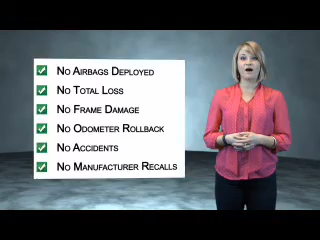 No Airbags Deployed
No Total Loss
No Frame Damage
No Odometer Rollback
No Accidents
No Manufacturer Recalls